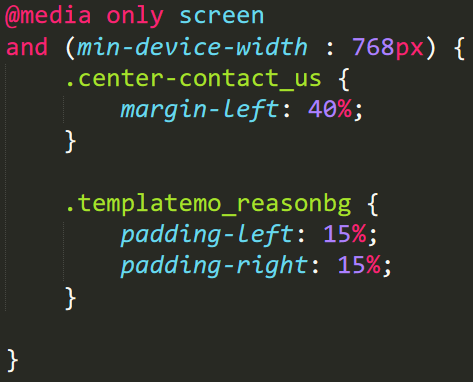 @media only screen
and (min-device-width : 768px) {
.center-contact_us {
margin-left: 40%;
}
.templatemo_reasonbg {
padding-left: 15%;
padding-right: 15%;
}
}